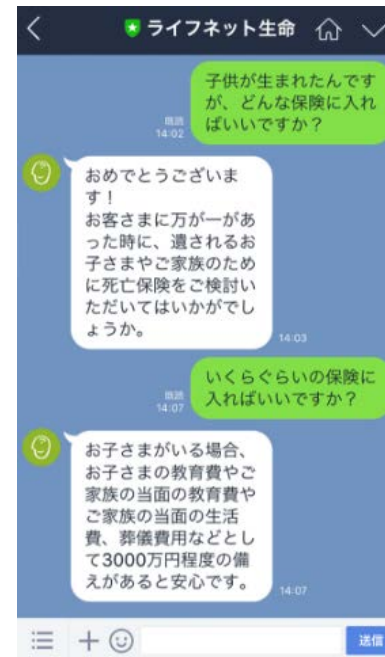 ライフネット生命
子供が生まれたんです
が、どんな保険に入れ
ばいいですか？
既読
14:02
おめでとうございま
す！
お客さまに万が一があ
った時に、遺されるお
子さまやご家族のため
に死亡保険をご検討い
ただいてはいかがでし
ょうか。
14:03
いくらぐらいの保険に
入ればいいですか？
既読
14:07
お子さまがいる場合、
お子さまの教育費やご
家族の当面の教育費や
ご家族の当面の生活
費、葬儀費用などとし
て3000万円程度の備
えがあると安心です。
14:07
送信